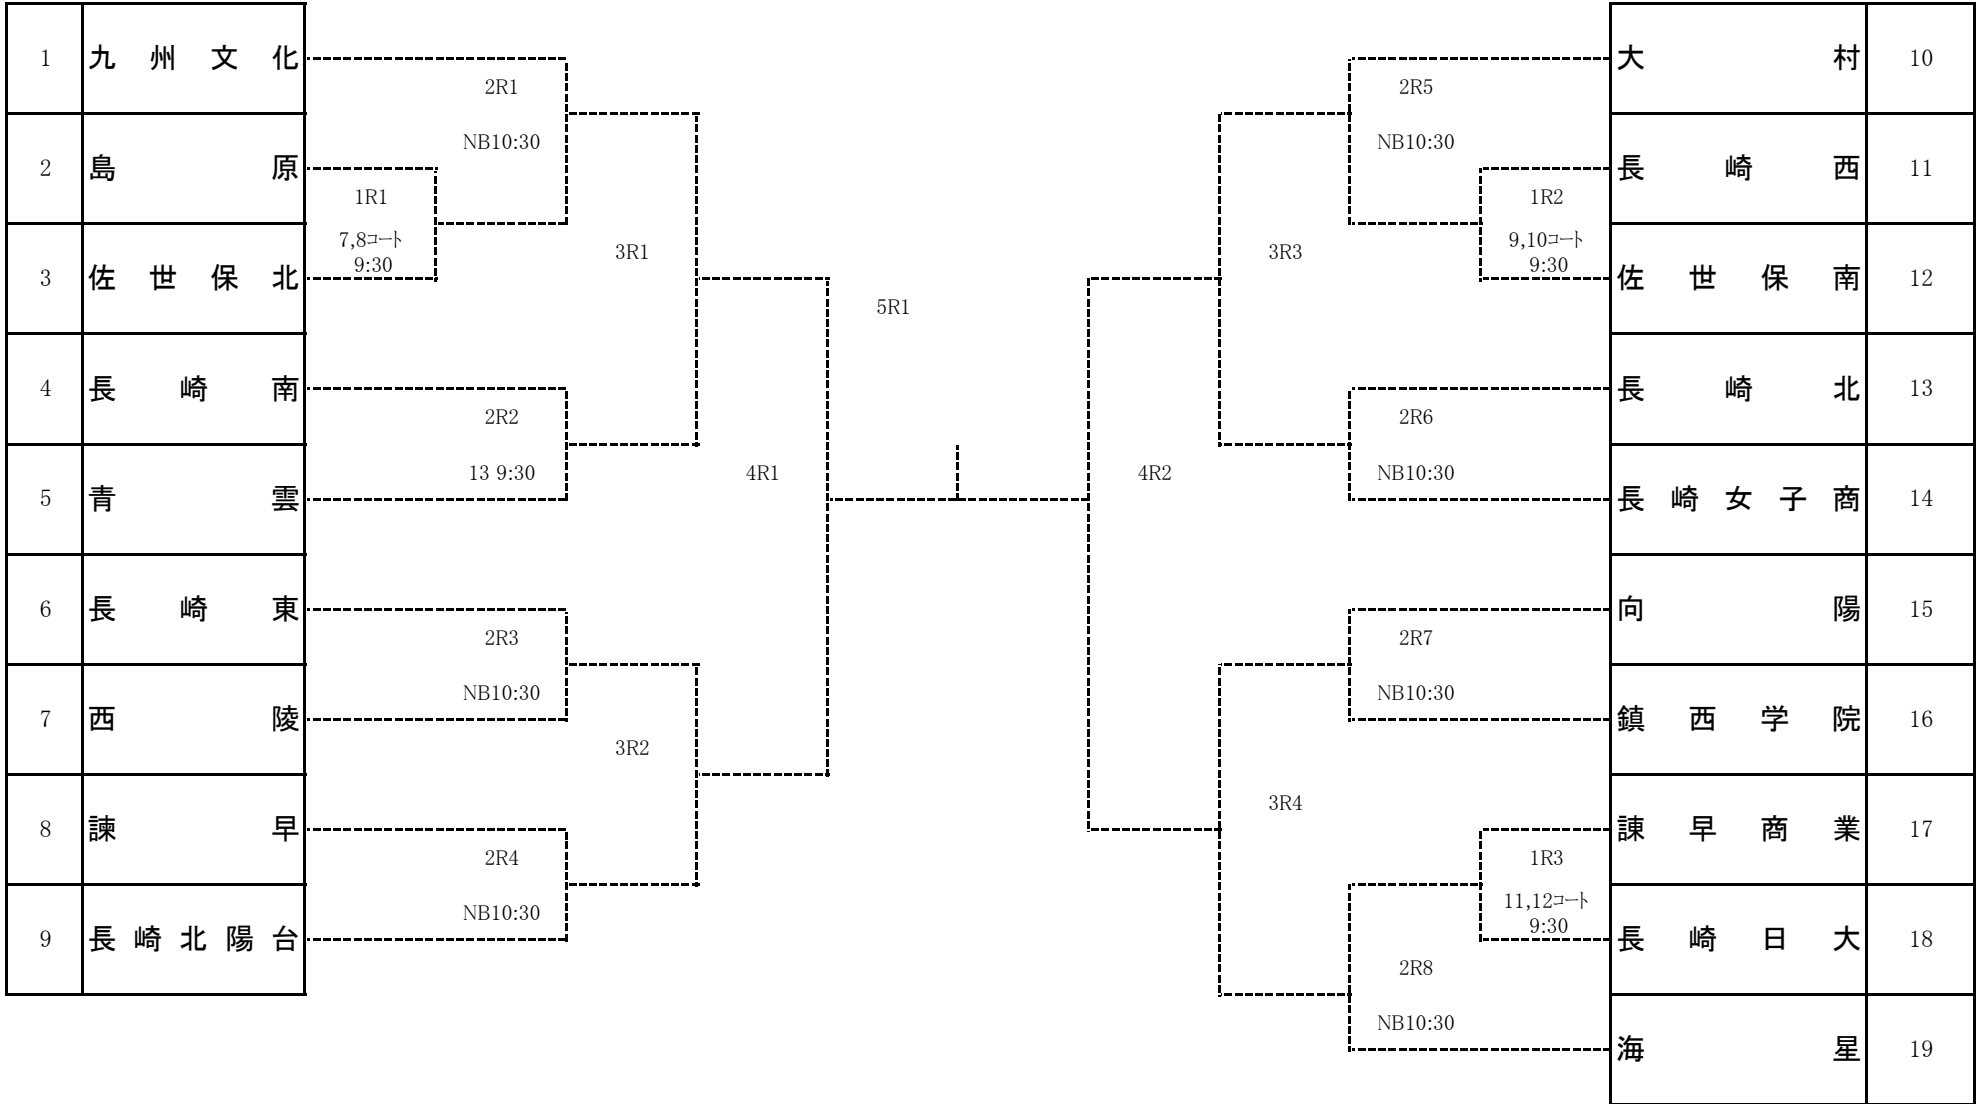 1 九州文化
2 島原
3 佐世保北
4 長崎南
5 青雲
6 長崎東
7 西陵
8 諫早
9 長崎北陽台
1R1
7,8ｺｰﾄ
9:30
2R1
NB10:30
2R2
13 9:30
2R3
NB10:30
2R4
NB10:30
3R1
3R2
4R1
5R1
4R2
3R3
3R4
2R5
NB10:30
2R6
NB10:30
2R7
NB10:30
2R8
NB10:30
1R2
9,10ｺｰﾄ
9:30
1R3
11,12ｺｰﾄ
9:30
大村 10
長崎西 11
佐世保南 12
長崎北 13
長崎女子商 14
向陽 15
鎮西学院 16
諌早商業 17
長崎日大 18
海星 19